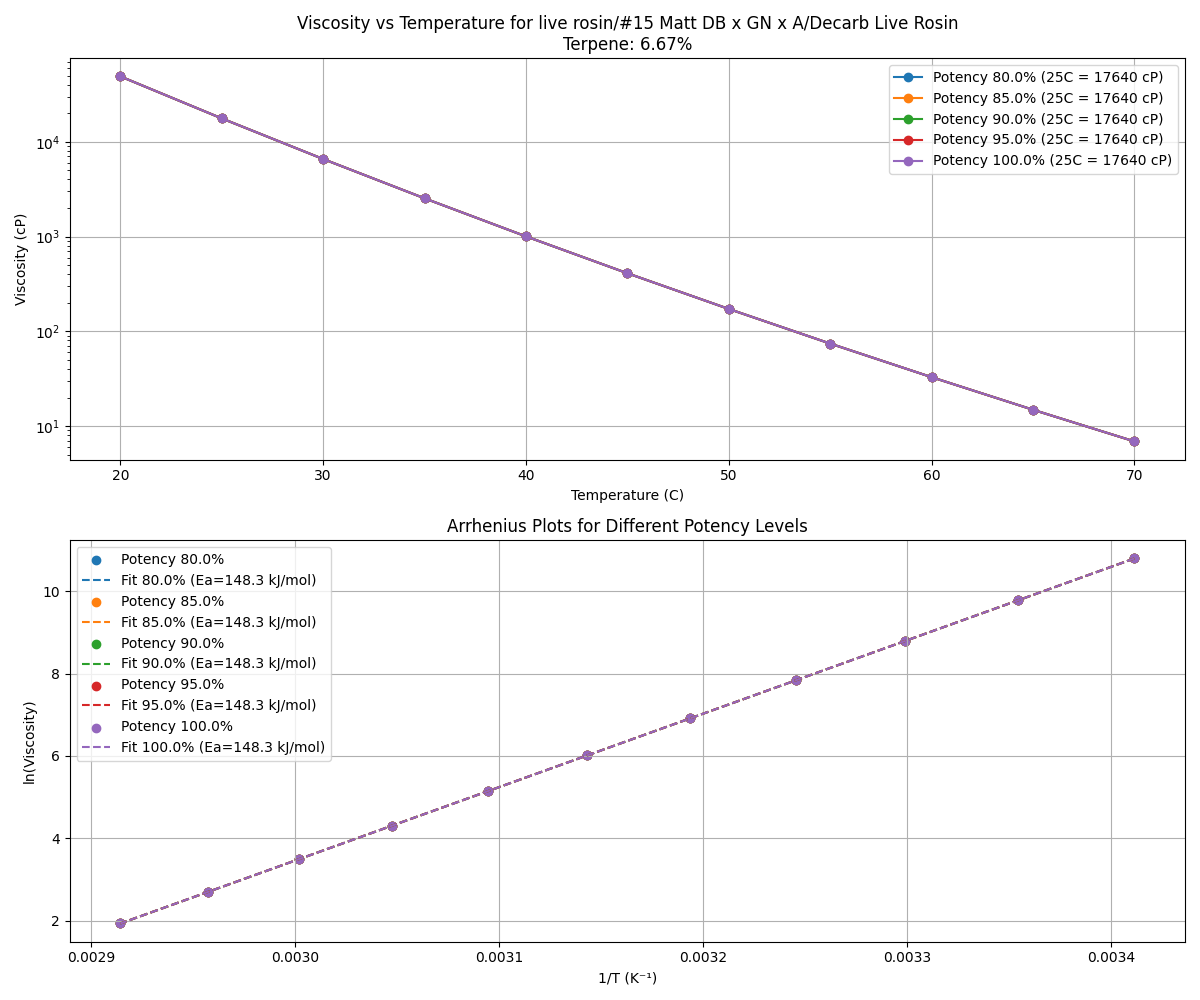 Viscosity vs Temperature for live rosin/#15 Matt DB x GN x A/Decarb Live Rosin
Terpene: 6.67%
Viscosity (cP)
10⁴
10³
10²
10¹
Potency 80.0% (25C = 17640 cP)
Potency 85.0% (25C = 17640 cP)
Potency 90.0% (25C = 17640 cP)
Potency 95.0% (25C = 17640 cP)
Potency 100.0% (25C = 17640 cP)
20 30 40 50 60 70
Temperature (C)
Arrhenius Plots for Different Potency Levels
ln(Viscosity)
10
8
6
4
2
Potency 80.0%
Fit 80.0% (Ea=148.3 kJ/mol)
Potency 85.0%
Fit 85.0% (Ea=148.3 kJ/mol)
Potency 90.0%
Fit 90.0% (Ea=148.3 kJ/mol)
Potency 95.0%
Fit 95.0% (Ea=148.3 kJ/mol)
Potency 100.0%
Fit 100.0% (Ea=148.3 kJ/mol)
0.0029 0.0030 0.0031 0.0032 0.0033 0.0034
1/T (K⁻¹)